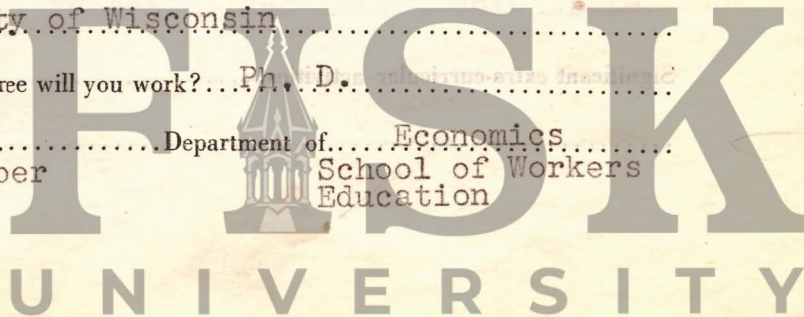 ty of Wisconsin
ree will you work? Ph. D.
Department of Economics
ber School of Workers
Education
FISK
UNIVERSITY